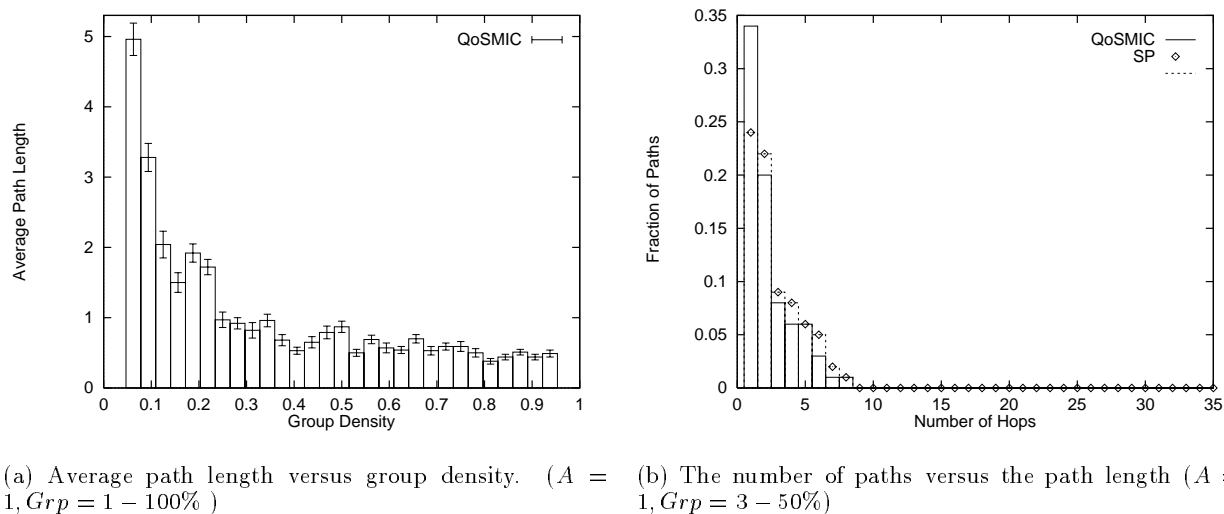 5
4
3
2
1
0
Average Path Length
QoSMIC
0 0.1 0.2 0.3 0.4 0.5 0.6 0.7 0.8 0.9 1
Group Density
0.35
0.3
0.25
0.2
0.15
0.1
0.05
0
Fraction of Paths
QoSMIC
SP
0 5 10 15 20 25 30 35
Number of Hops
(a) Average path length versus group density. (A =
1, Grp = 1 − 100% )
(b) The number of paths versus the path length (A =
1, Grp = 3 − 50%)